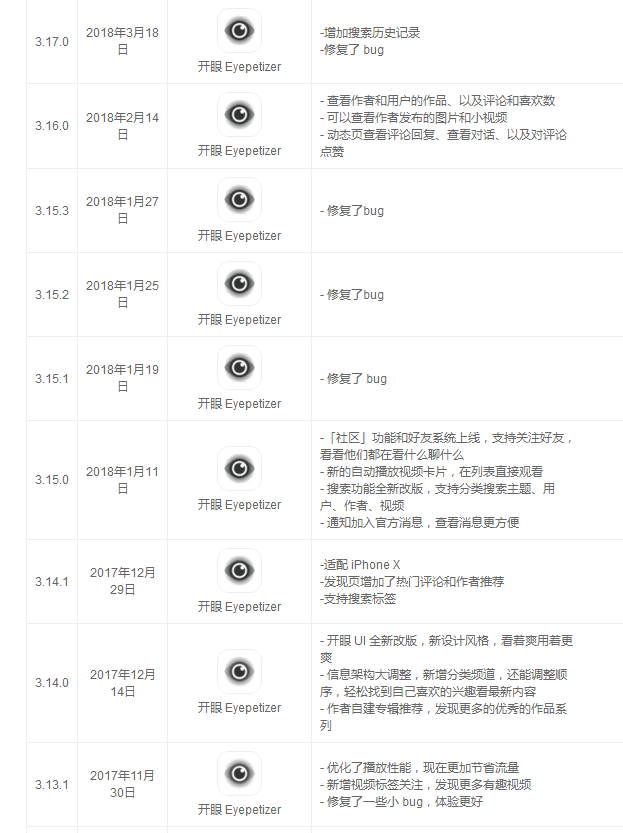 3.17.0
2018年3月18
日
开眼 Eyepetizer
-增加搜索历史记录
-修复了 bug
3.16.0
2018年2月14
日
开眼 Eyepetizer
- 查看作者和用户的作品、以及评论和喜欢数
- 可以查看作者发布的图片和小视频
- 动态页查看评论回复、查看对话、以及对评论
点赞
3.15.3
2018年1月27
日
开眼 Eyepetizer
- 修复了bug
3.15.2
2018年1月25
日
开眼 Eyepetizer
- 修复了bug
3.15.1
2018年1月19
日
开眼 Eyepetizer
- 修复了 bug
3.15.0
2018年1月11
日
开眼 Eyepetizer
-「社区」功能和好友系统上线，支持关注好友，
看看他们都在看什么聊什么
- 新的自动播放视频卡片，在列表直接观看
- 搜索功能全新改版，支持分类搜索主题、用
户、作者、视频
- 通知加入官方消息，查看消息更方便
3.14.1
2017年12月
29日
开眼 Eyepetizer
-适配 iPhone X
-发现页增加了热门评论和作者推荐
-支持搜索标签
3.14.0
2017年12月
14日
开眼 Eyepetizer
- 开眼 UI 全新改版，新设计风格，看着爽用着更
爽
- 信息架构大调整，新增分类频道，还能调整顺
序，轻松找到自己喜欢的兴趣看最新内容
- 作者自建专辑推荐，发现更多的优秀的作品系
列
3.13.1
2017年11月
30日
开眼 Eyepetizer
- 优化了播放性能，现在更加节省流量
- 新增视频标签关注，发现更多有趣视频
- 修复了一些小 bug，体验更好